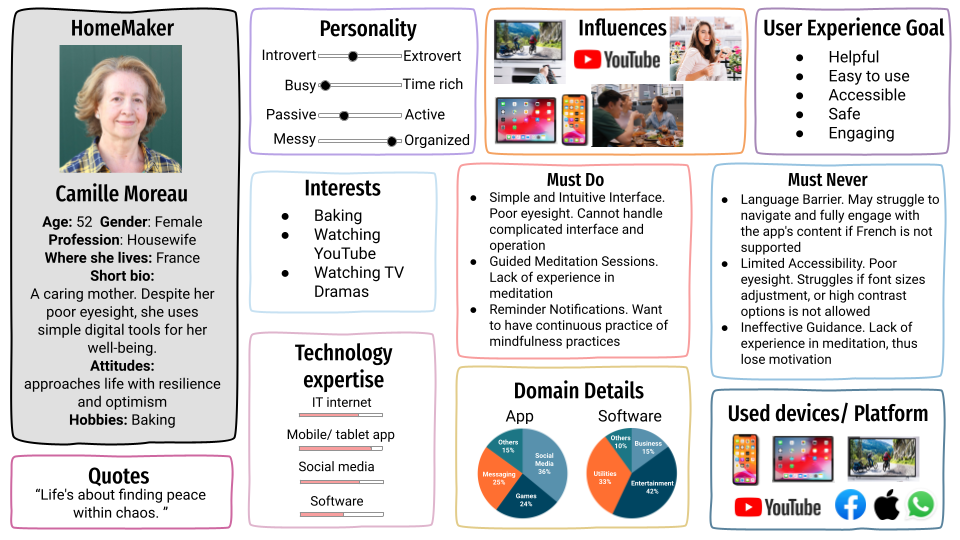 HomeMaker
Camille Moreau
Age: 52 Gender: Female
Profession: Housewife
Where she lives: France
Short bio:
A caring mother. Despite her
poor eyesight, she uses
simple digital tools for her
well-being.
Attitudes:
approaches life with resilience
and optimism
Hobbies: Baking
Quotes
“Life's about finding peace
within chaos. ”
Personality
Introvert Extrovert
Busy Time rich
Passive Active
Messy Organized
Interests
● Baking
● Watching
YouTube
● Watching TV
Dramas
Technology
expertise
IT internet
Mobile/ tablet app
Social media
Software
Influences
YouTube
Must Do
● Simple and Intuitive Interface.
Poor eyesight. Cannot handle
complicated interface and
operation
● Guided Meditation Sessions.
Lack of experience in
meditation
● Reminder Notifications. Want
to have continuous practice of
mindfulness practices
Domain Details
App
Others
15%
Social
Media
36%
Messaging
25%
Games
24%
Software
Others
10%
Business
15%
Utilities
33%
Entertainment
42%
User Experience Goal
● Helpful
● Easy to use
● Accessible
● Safe
● Engaging
Must Never
● Language Barrier. May struggle to
navigate and fully engage with
the app's content if French is not
supported
● Limited Accessibility. Poor
eyesight. Struggles if font sizes
adjustment, or high contrast
options is not allowed
● Ineffective Guidance. Lack of
experience in meditation, thus
lose motivation
Used devices/ Platform
YouTube